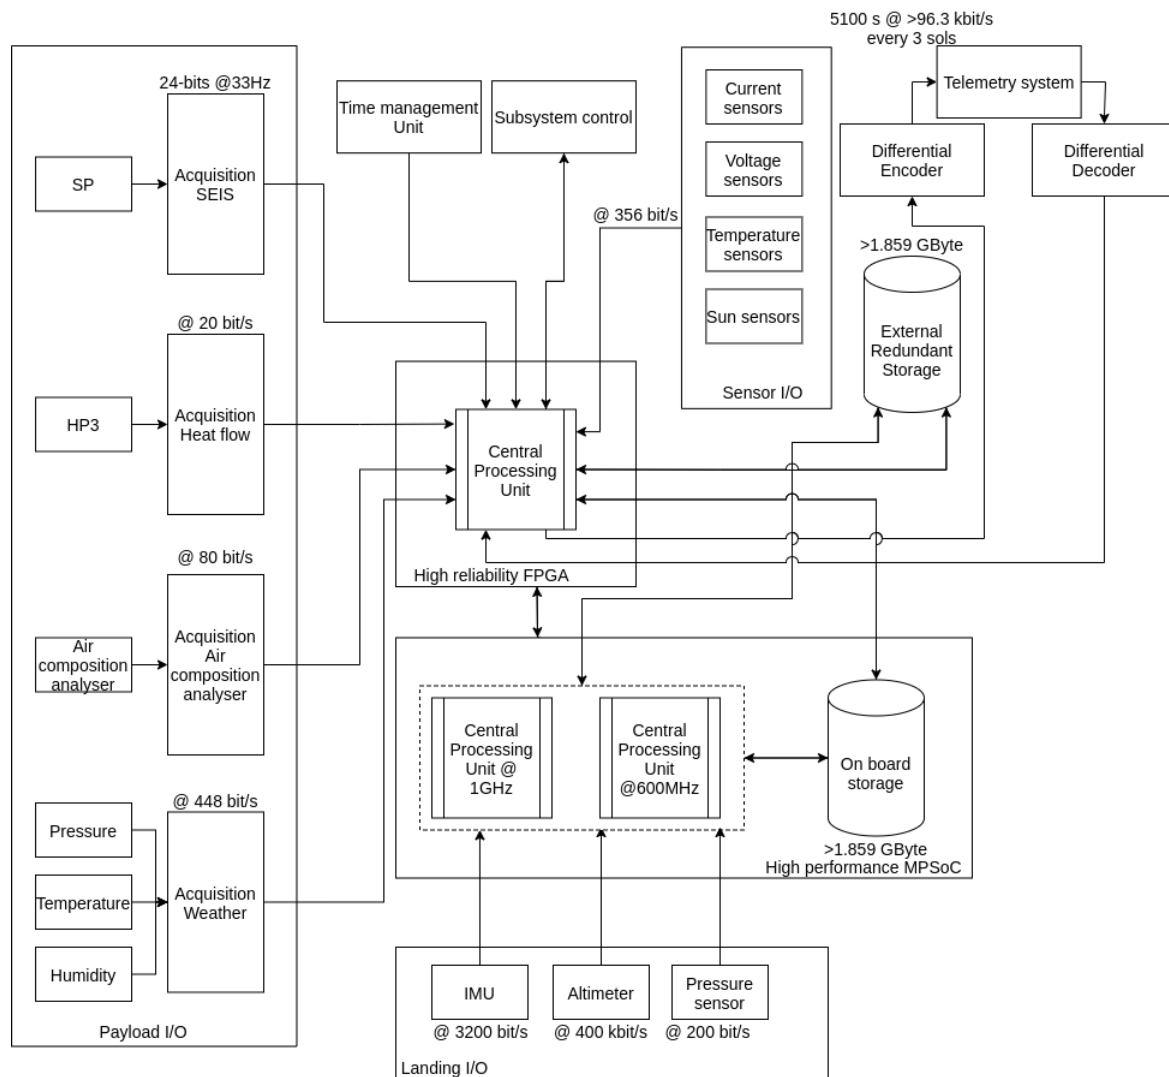 5100 s @ >96.3 kbit/s
every 3 sols
24-bits @33Hz
SP
Acquisition
SEIS
Time management
Unit
Subsystem control
Current
sensors
Voltage
sensors
@ 356 bit/s
Temperature
sensors
Sun sensors
Sensor I/O
Telemetry system
Differential
Encoder
Differential
Decoder
>1.859 GByte
External
Redundant
Storage
@ 20 bit/s
HP3
Acquisition
Heat flow
Central
Processing
Unit
High reliability FPGA
@ 80 bit/s
Air
composition
analyser
Acquisition
Air
composition
analyser
Central
Processing
Unit @
1GHz
Central
Processing
Unit
@600MHz
On board
storage
>1.859 GByte
High performance MPSoC
@ 448 bit/s
Pressure
Temperature
Humidity
Acquisition
Weather
Payload I/O
IMU
@ 3200 bit/s
Altimeter
@ 400 kbit/s
Pressure
sensor
@ 200 bit/s
Landing I/O